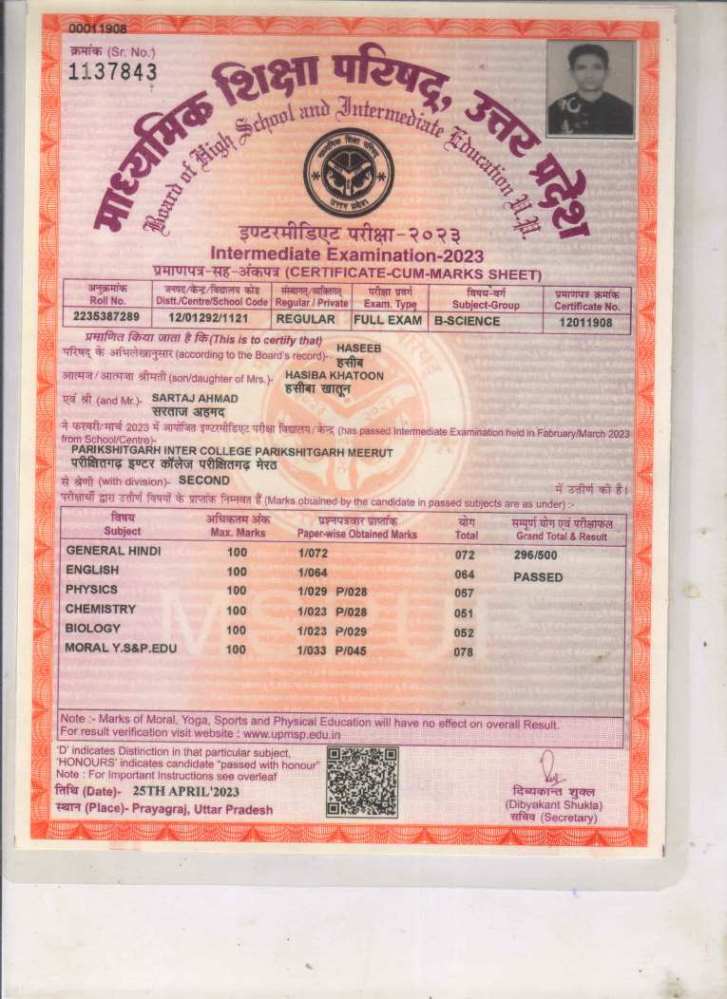 00011908
क्रमांक (Sr. No.)
1137843
माध्यमिक शिक्षा परिषद्, उत्तर प्रदेश
Board of High School and Intermediate Education U.P.
माध्यमिक शिक्षा परिषद्
उत्तर प्रदेश
इण्टरमीडिएट परीक्षा-२०२३
Intermediate Examination-2023
प्रमाणपत्र-सह-अंकपत्र (CERTIFICATE-CUM-MARKS SHEET)
अनुक्रमांक जनपद/केन्द्र/विद्यालय कोड संस्थागत/व्यक्तिगत परीक्षा प्रवर्ग विषय-वर्ग प्रमाणपत्र क्रमांक
Roll No. Distt./Centre/School Code Regular/Private Exam. Type Subject-Group Certificate No.
2235387289 12/01292/1121 REGULAR FULL EXAM B-SCIENCE 12011908
प्रमाणित किया जाता है कि (This is to certify that)
परिषद् के अभिलेखानुसार (according to the Board's record)- HASEEB
हसीब
आत्मज/आत्मजा श्रीमती (son/daughter of Mrs.)- HASIBA KHATOON
हसीबा खातून
एवं श्री (and Mr.)- SARTAJ AHMAD
सरताज अहमद
ने फरवरी/मार्च 2023 में आयोजित इण्टरमीडिएट परीक्षा विद्यालय/केन्द्र (has passed Intermediate Examination held in Fabruary/March 2023
from School/Centre)-
PARIKSHITGARH INTER COLLEGE PARIKSHITGARH MEERUT
परीक्षितगढ़ इण्टर कॉलेज परीक्षितगढ़ मेरठ
से श्रेणी (with division)- SECOND में उत्तीर्ण की है।
परीक्षार्थी द्वारा उत्तीर्ण विषयों के प्राप्तांक निम्नवत हैं (Marks obtained by the candidate in passed subjects are as under) :-
विषय अधिकतम अंक प्रश्नपत्रवार प्राप्तांक योग सम्पूर्ण योग एवं परीक्षाफल
Subject Max. Marks Paper-wise Obtained Marks Total Grand Total & Result
GENERAL HINDI 100 1/072 072 296/500
ENGLISH 100 1/064 064 PASSED
PHYSICS 100 1/029 P/028 057
CHEMISTRY 100 1/023 P/028 051
BIOLOGY 100 1/023 P/029 052
MORAL Y.S&P.EDU 100 1/033 P/045 078
Note :- Marks of Moral, Yoga, Sports and Physical Education will have no effect on overall Result.
For result verification visit website : www.upmsp.edu.in
'D' indicates Distinction in that particular subject,
'HONOURS' indicates candidate "passed with honour"
Note : For Important Instructions see overleaf
तिथि (Date)- 25TH APRIL'2023
स्थान (Place)- Prayagraj, Uttar Pradesh
दिब्यकान्त शुक्ल
(Dibyakant Shukla)
सचिव (Secretary)